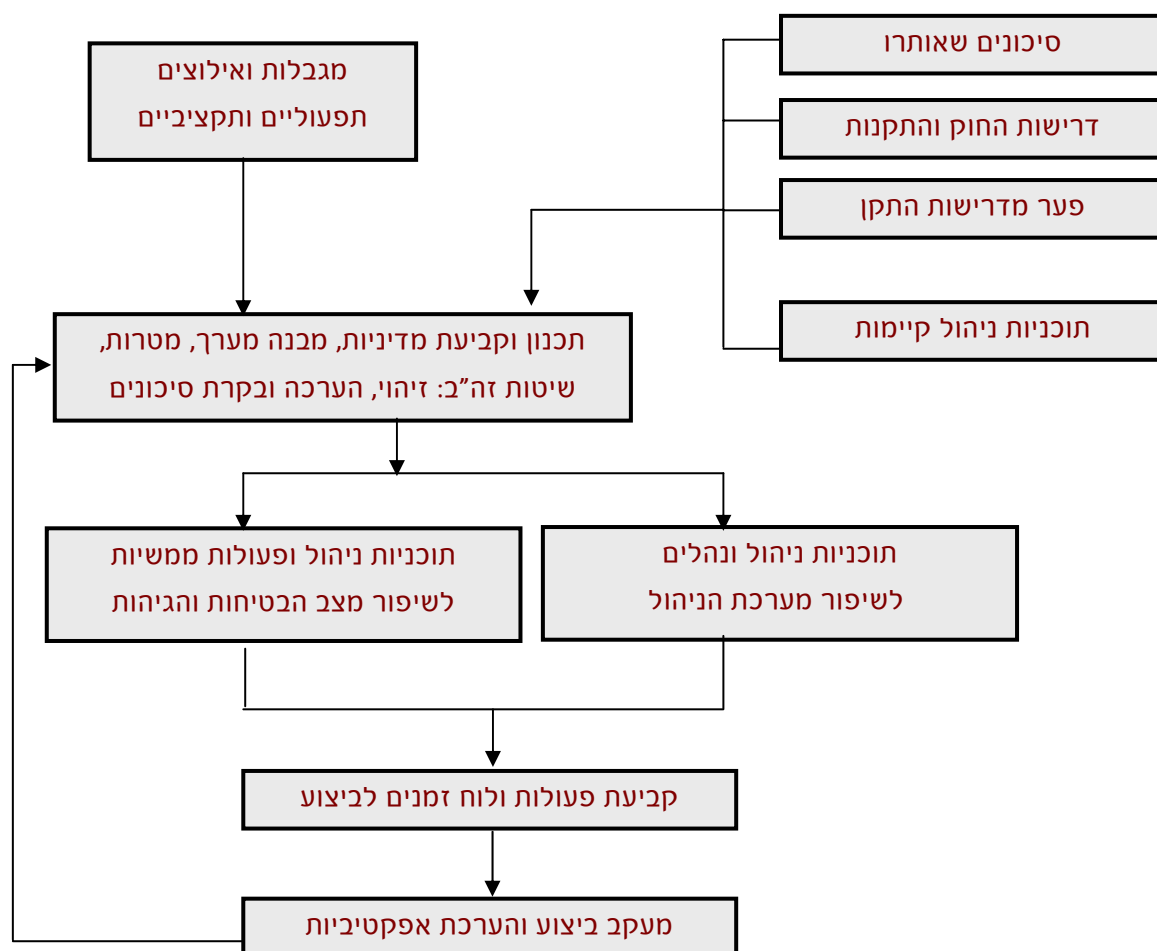 סיכונים שאותרו
מגבלות ואילוצים
תפעוליים ותקציביים
דרישות החוק והתקנות
פער מדרישות התקן
תוכניות ניהול קיימות
תכנון וקביעת מדיניות, מבנה מערך, מטרות,
שיטות זה״ב: זיהוי, הערכה ובקרת סיכונים
תוכניות ניהול ונהלים
לשיפור מערכת הניהול
תוכניות ניהול ופעולות ממשיות
לשיפור מצב הבטיחות והגיהות
קביעת פעולות ולוח זמנים לביצוע
מעקב ביצוע והערכת אפקטיביות